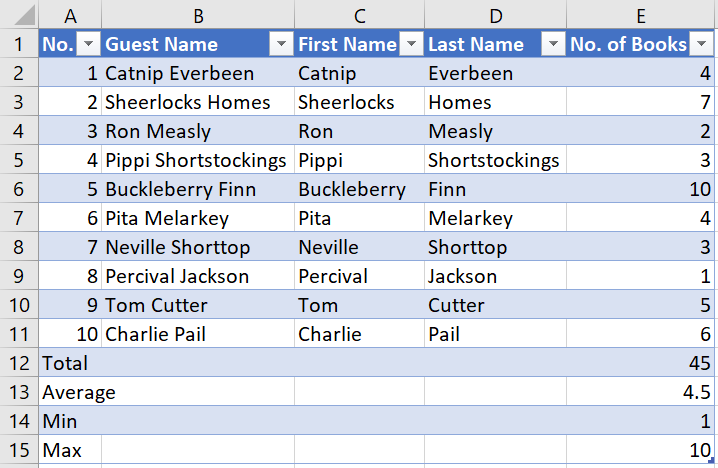 A B C D E
1 No. Guest Name First Name Last Name No. of Books
2 1 Catnip Everbeen Catnip Everbeen 4
3 2 Sheerlocks Homes Sheerlocks Homes 7
4 3 Ron Measly Ron Measly 2
5 4 Pippi Shortstockings Pippi Shortstockings 3
6 5 Buckleberry Finn Buckleberry Finn 10
7 6 Pita Melarkey Pita Melarkey 4
8 7 Neville Shorttop Neville Shorttop 3
9 8 Percival Jackson Percival Jackson 1
10 9 Tom Cutter Tom Cutter 5
11 10 Charlie Pail Charlie Pail 6
12 Total 45
13 Average 4.5
14 Min 1
15 Max 10